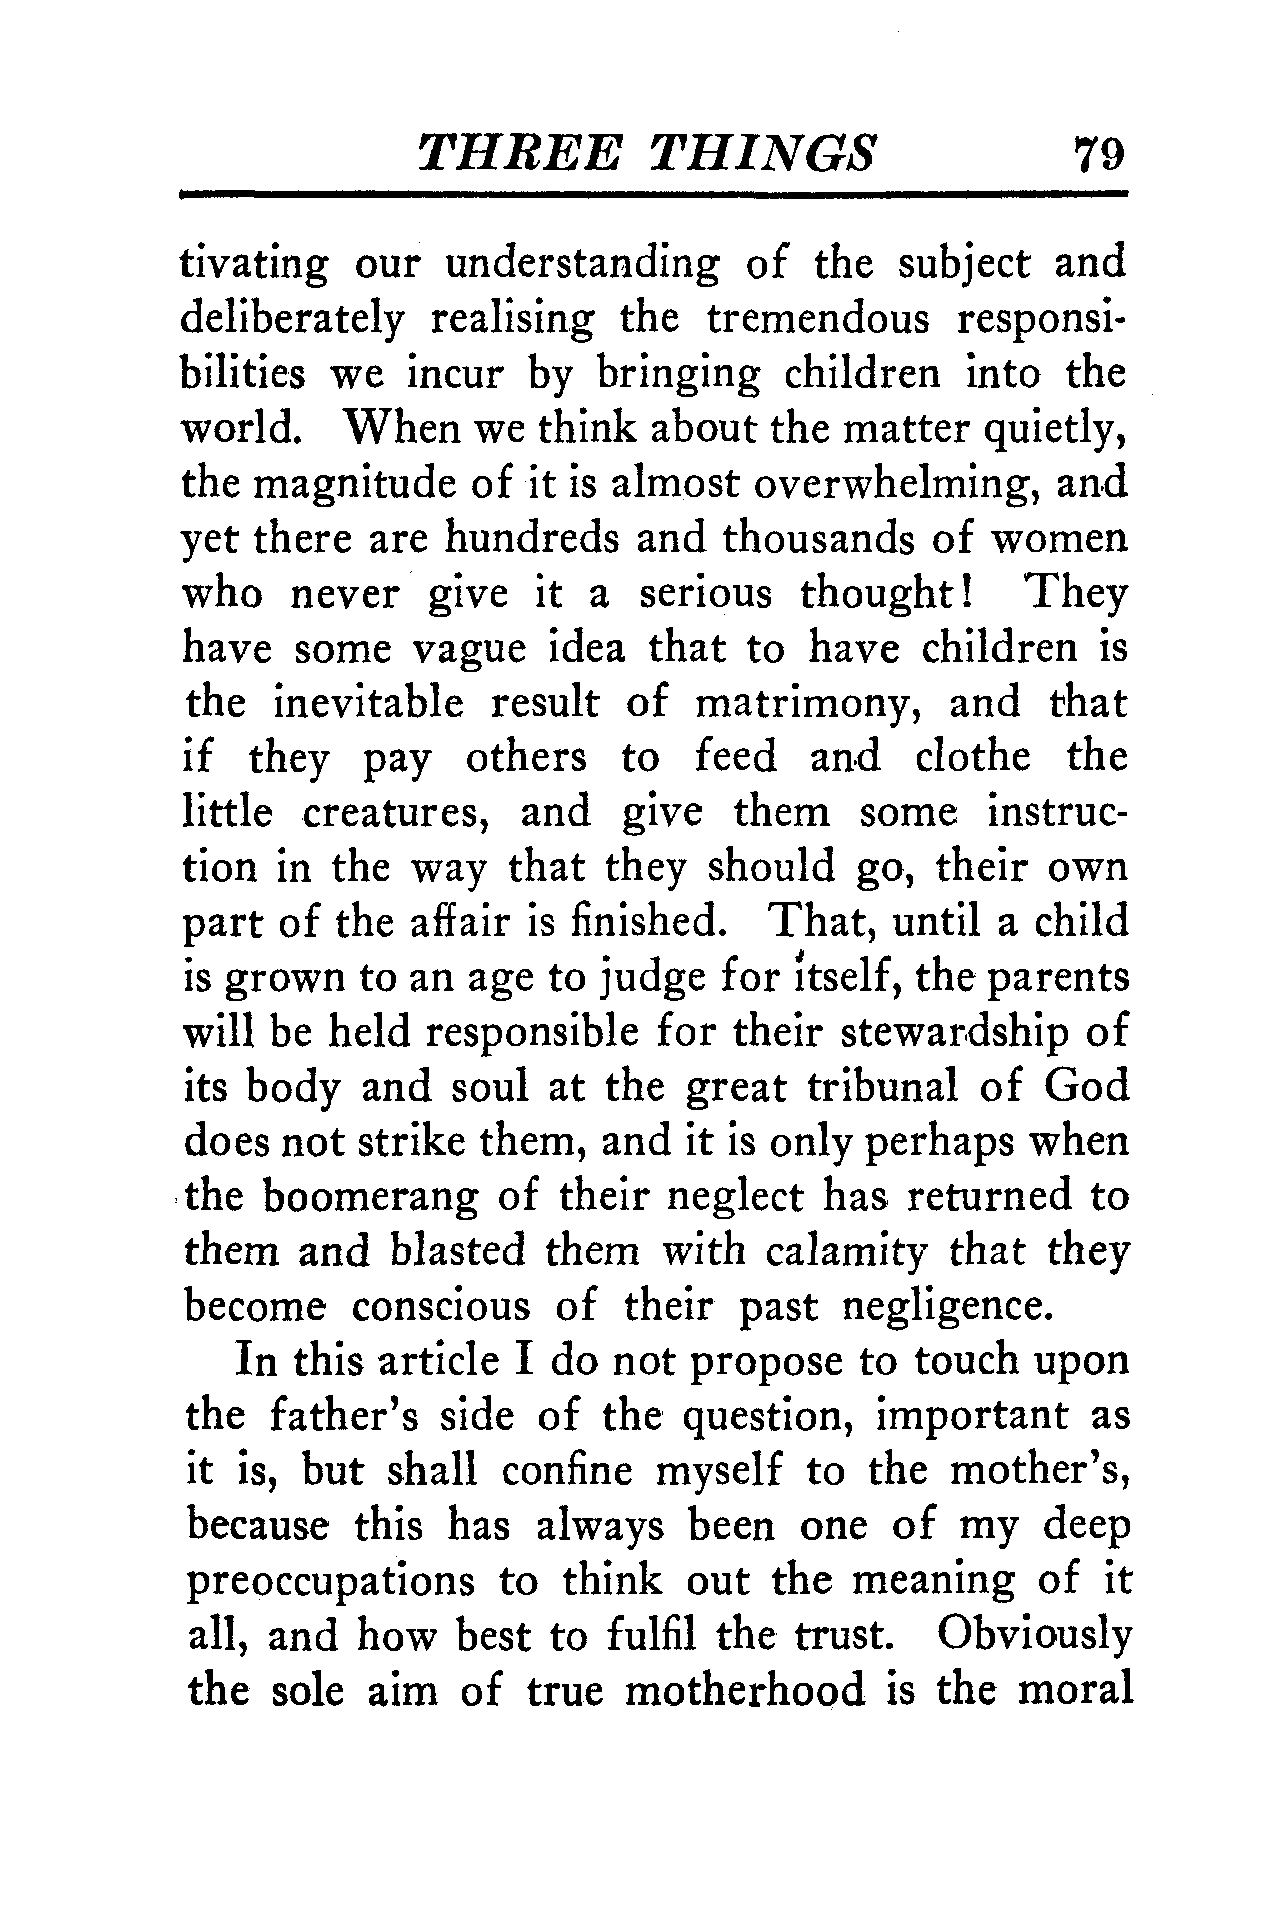 THREE THINGS 79
tivating our understanding of the subject and
deliberately realising the tremendous responsi-
bilities we incur by bringing children into the
world. When we think about the matter quietly,
the magnitude of it is almost overwhelming, and
yet there are hundreds and thousands of women
who never give it a serious thought! They
have some vague idea that to have children is
the inevitable result of matrimony, and that
if they pay others to feed and clothe the
little creatures, and give them some instruc-
tion in the way that they should go, their own
part of the affair is finished. That, until a child
is grown to an age to judge for itself, the parents
will be held responsible for their stewardship of
its body and soul at the great tribunal of God
does not strike them, and it is only perhaps when
the boomerang of their neglect has returned to
them and blasted them with calamity that they
become conscious of their past negligence.
In this article I do not propose to touch upon
the father's side of the question, important as
it is, but shall confine myself to the mother's,
because this has always been one of my deep
preoccupations to think out the meaning of it
all, and how best to fulfil the trust. Obviously
the sole aim of true motherhood is the moral